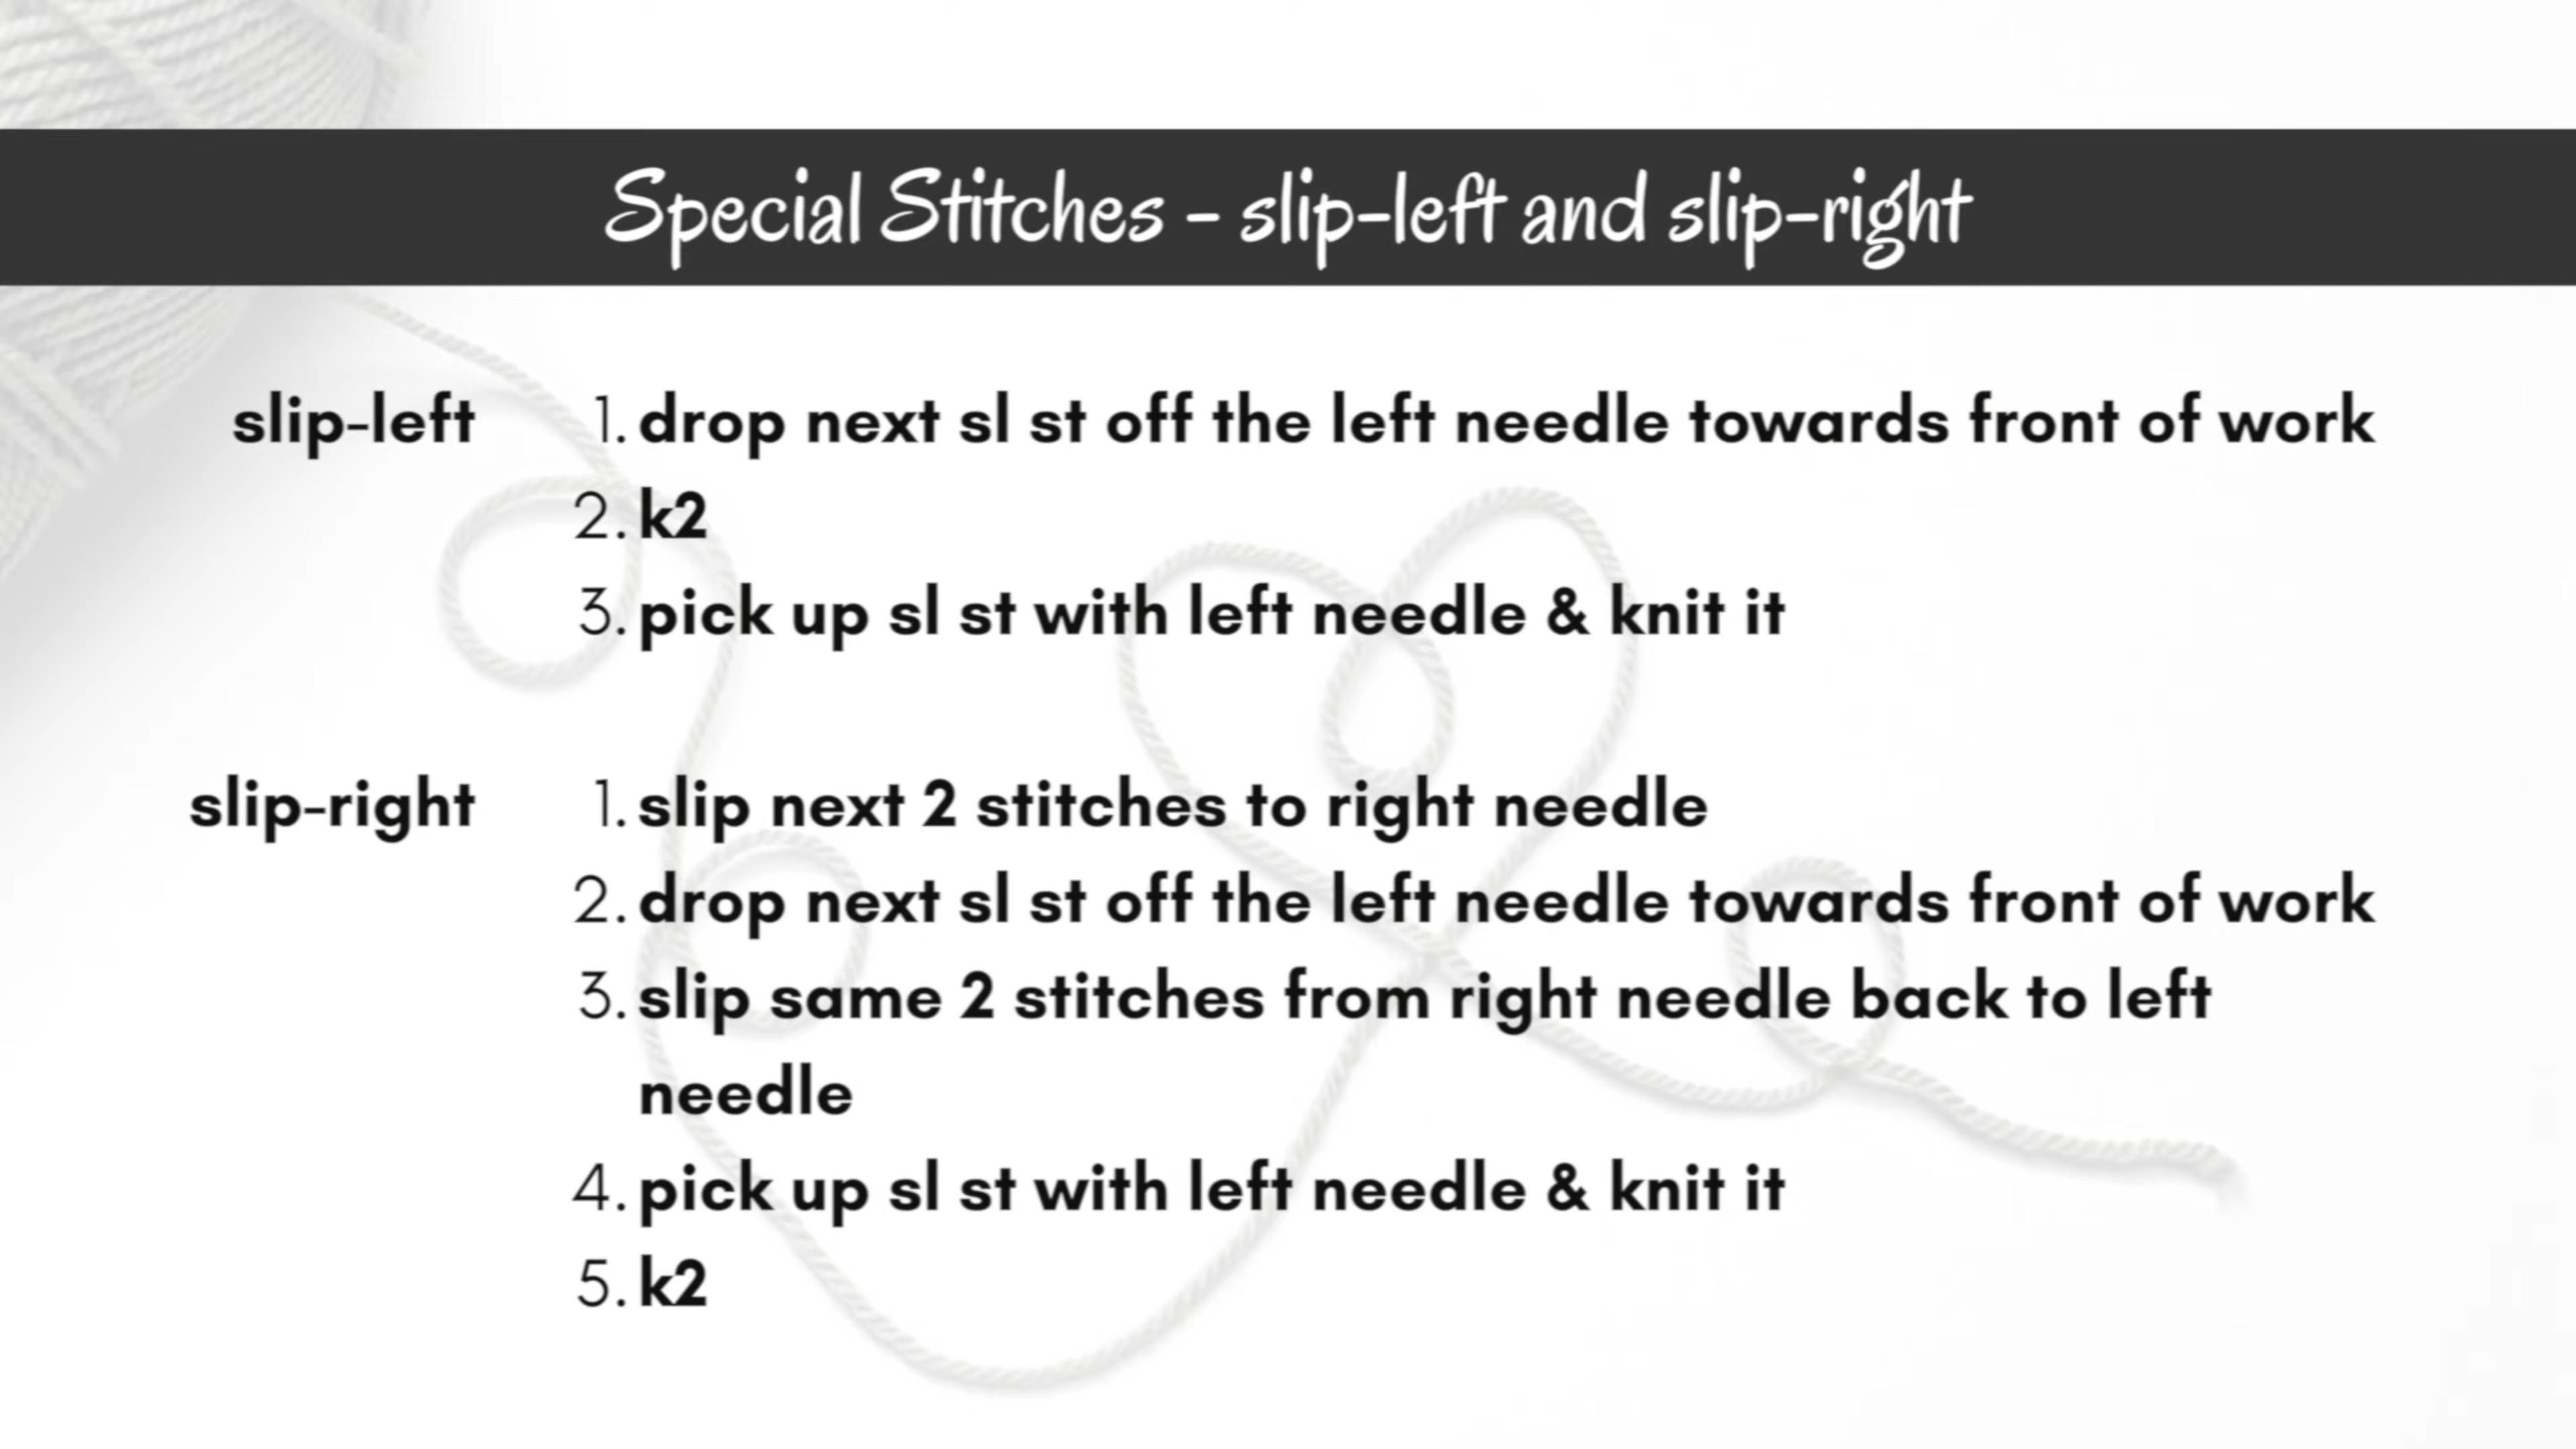 Special Stitches - slip-left and slip-right
slip-left 1. drop next sl st off the left needle towards front of work
2. k2
3. pick up sl st with left needle & knit it
slip-right 1. slip next 2 stitches to right needle
2. drop next sl st off the left needle towards front of work
3. slip same 2 stitches from right needle back to left
needle
4. pick up sl st with left needle & knit it
5. k2